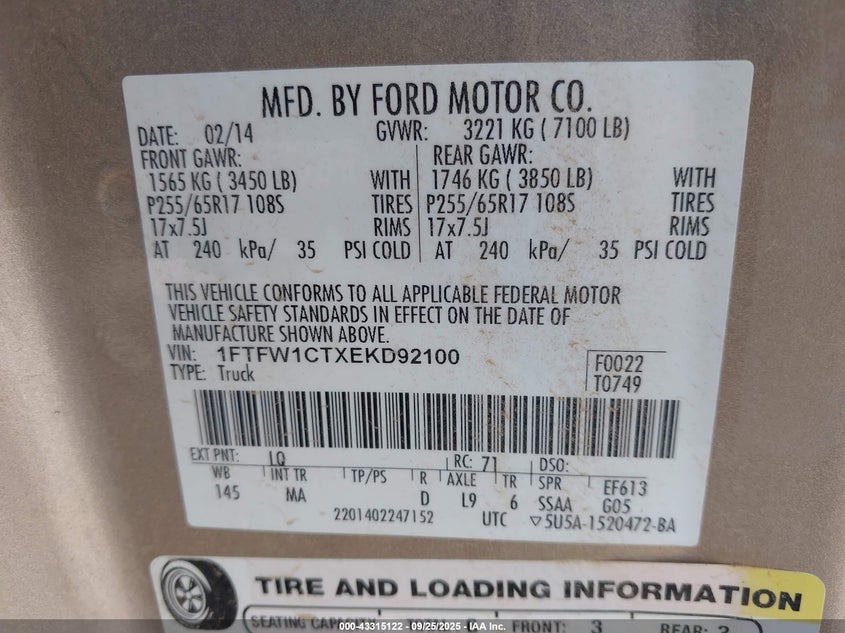 MFD. BY FORD MOTOR CO.
DATE: 02/14 GVWR: 3221 KG ( 7100 LB)
FRONT GAWR: REAR GAWR:
1565 KG ( 3450 LB) WITH 1746 KG ( 3850 LB) WITH
P255/65R17 108S TIRES P255/65R17 108S TIRES
17x7.5J RIMS 17x7.5J RIMS
AT 240 kPa/ 35 PSI COLD AT 240 kPa/ 35 PSI COLD
THIS VEHICLE CONFORMS TO ALL APPLICABLE FEDERAL MOTOR
VEHICLE SAFETY STANDARDS IN EFFECT ON THE DATE OF
MANUFACTURE SHOWN ABOVE.
VIN: 1FTFW1CTXEKD92100 F0022
TYPE: Truck T0749
EXT PNT: LQ RC: 71 DSO:
WB INT TR TP/PS R AXLE TR SPR EF613
145 MA D L9 6 SSAA G05
2201402247152 UTC ▽5U5A-1520472-BA
TIRE AND LOADING INFORMATION
SEATING CAPACITY FRONT: 3 REAR:
000-43315122 - 09/25/2025 - IAA Inc.